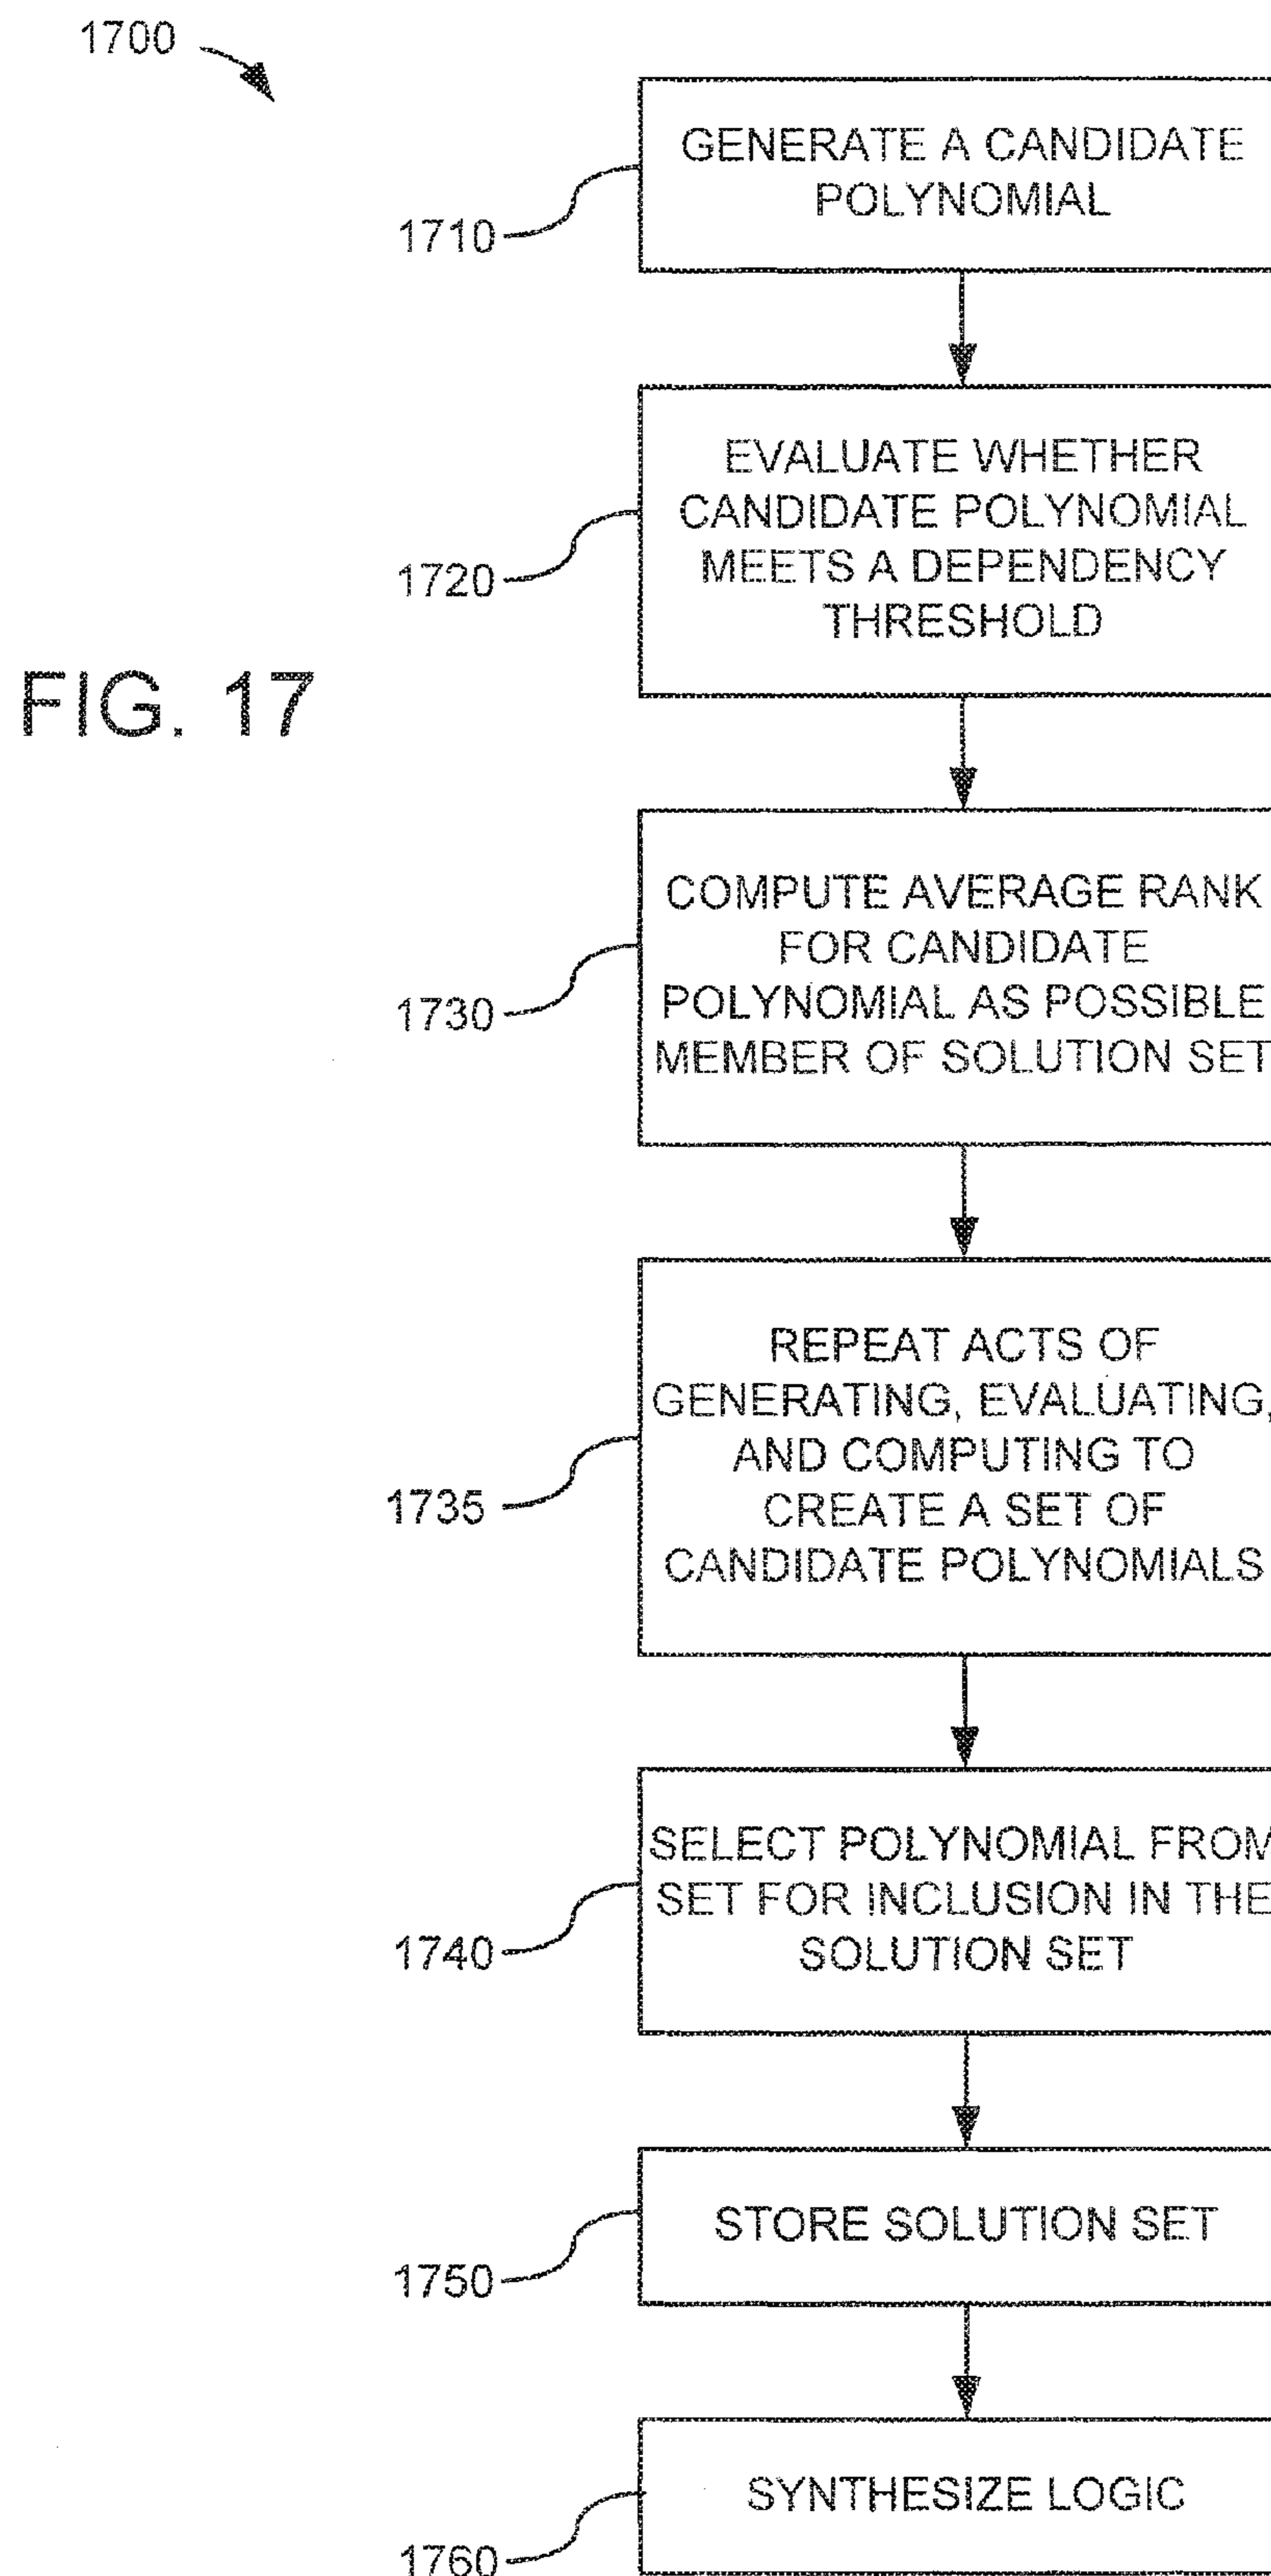 1700
GENERATE A CANDIDATE
POLYNOMIAL
1710
EVALUATE WHETHER
CANDIDATE POLYNOMIAL
MEETS A DEPENDENCY
THRESHOLD
1720
FIG. 17
COMPUTE AVERAGE RANK
FOR CANDIDATE
POLYNOMIAL AS POSSIBLE
MEMBER OF SOLUTION SET
1730
REPEAT ACTS OF
GENERATING, EVALUATING,
AND COMPUTING TO
CREATE A SET OF
CANDIDATE POLYNOMIALS
1735
SELECT POLYNOMIAL FROM
SET FOR INCLUSION IN THE
SOLUTION SET
1740
STORE SOLUTION SET
1750
SYNTHESIZE LOGIC
1760